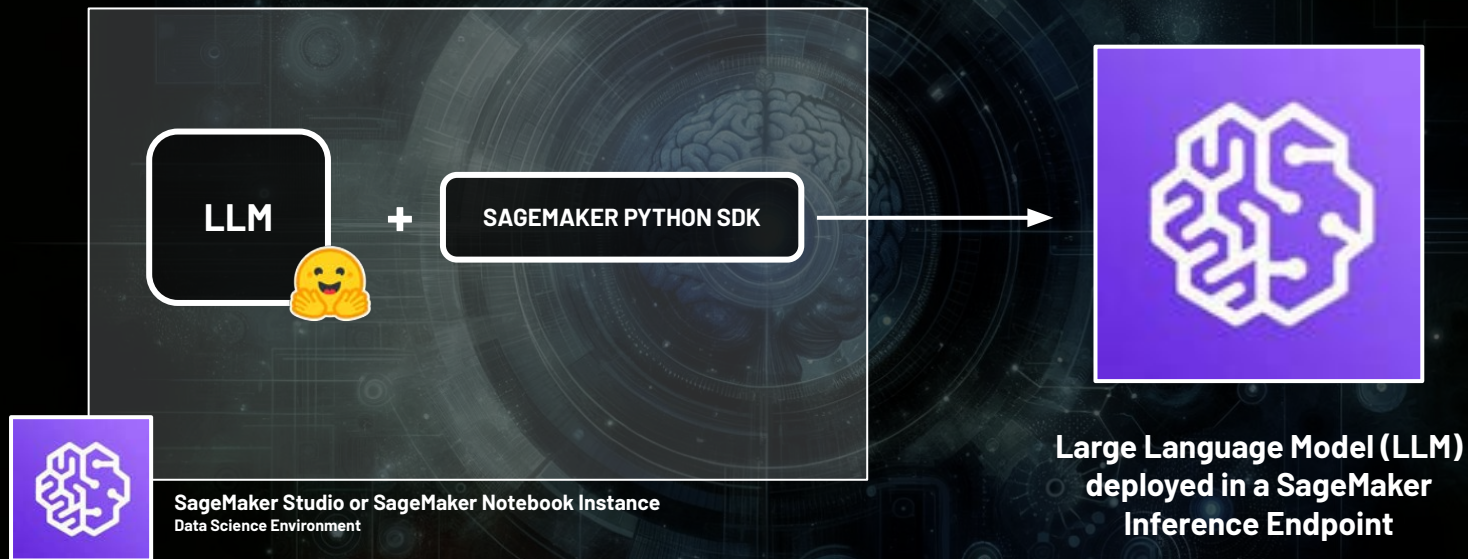 LLM
+
SAGEMAKER PYTHON SDK
SageMaker Studio or SageMaker Notebook Instance
Data Science Environment
Large Language Model (LLM)
deployed in a SageMaker
Inference Endpoint